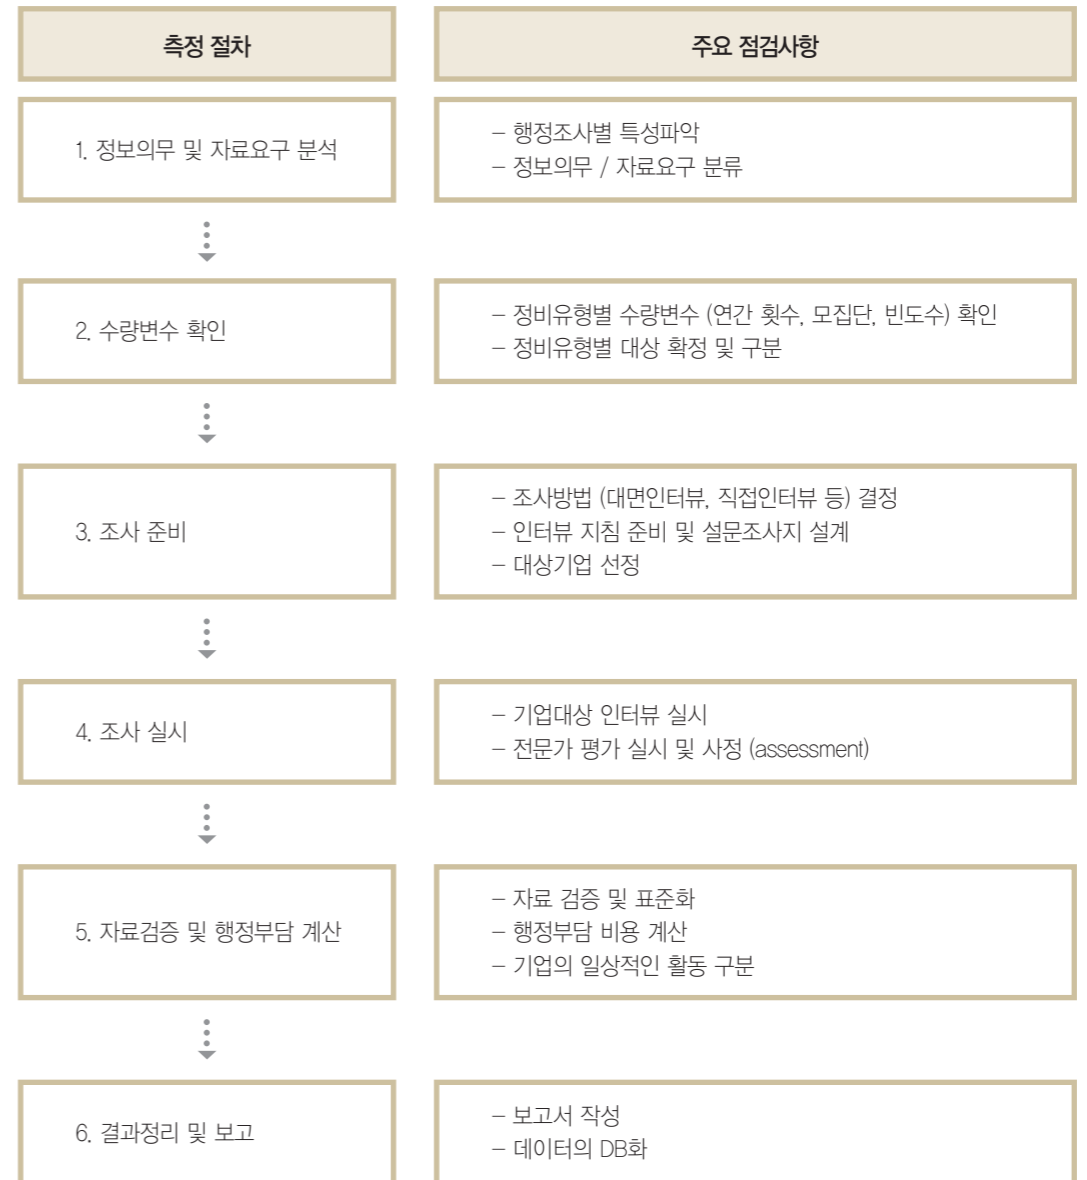 측정 절차
주요 점검사항
1. 정보의무 및 자료요구 분석
– 행정조사별 특성파악
– 정보의무 / 자료요구 분류
2. 수량변수 확인
– 정비유형별 수량변수 (연간 횟수, 모집단, 빈도수) 확인
– 정비유형별 대상 확정 및 구분
3. 조사 준비
– 조사방법 (대면인터뷰, 직접인터뷰 등) 결정
– 인터뷰 지침 준비 및 설문조사지 설계
– 대상기업 선정
4. 조사 실시
– 기업대상 인터뷰 실시
– 전문가 평가 실시 및 사정 (assessment)
5. 자료검증 및 행정부담 계산
– 자료 검증 및 표준화
– 행정부담 비용 계산
– 기업의 일상적인 활동 구분
6. 결과정리 및 보고
– 보고서 작성
– 데이터의 DB화